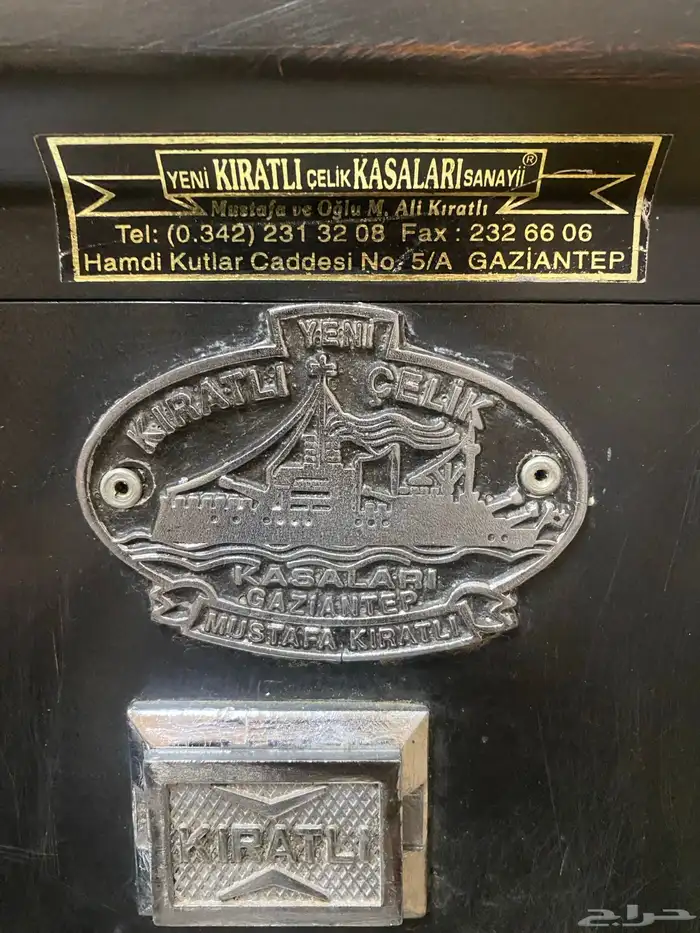 YENİ KIRATLI ÇELİK KASALARI SANAYİİ ®
Mustafa ve Oğlu M. Ali Kıratlı
Tel: (0.342) 231 32 08 Fax : 232 66 06
Hamdi Kutlar Caddesi No: 5/A GAZİANTEP
YENİ
KIRATLI ÇELİK
KASALARI
GAZİANTEP
MUSTAFA KIRATLI
KIRATLI
حراج